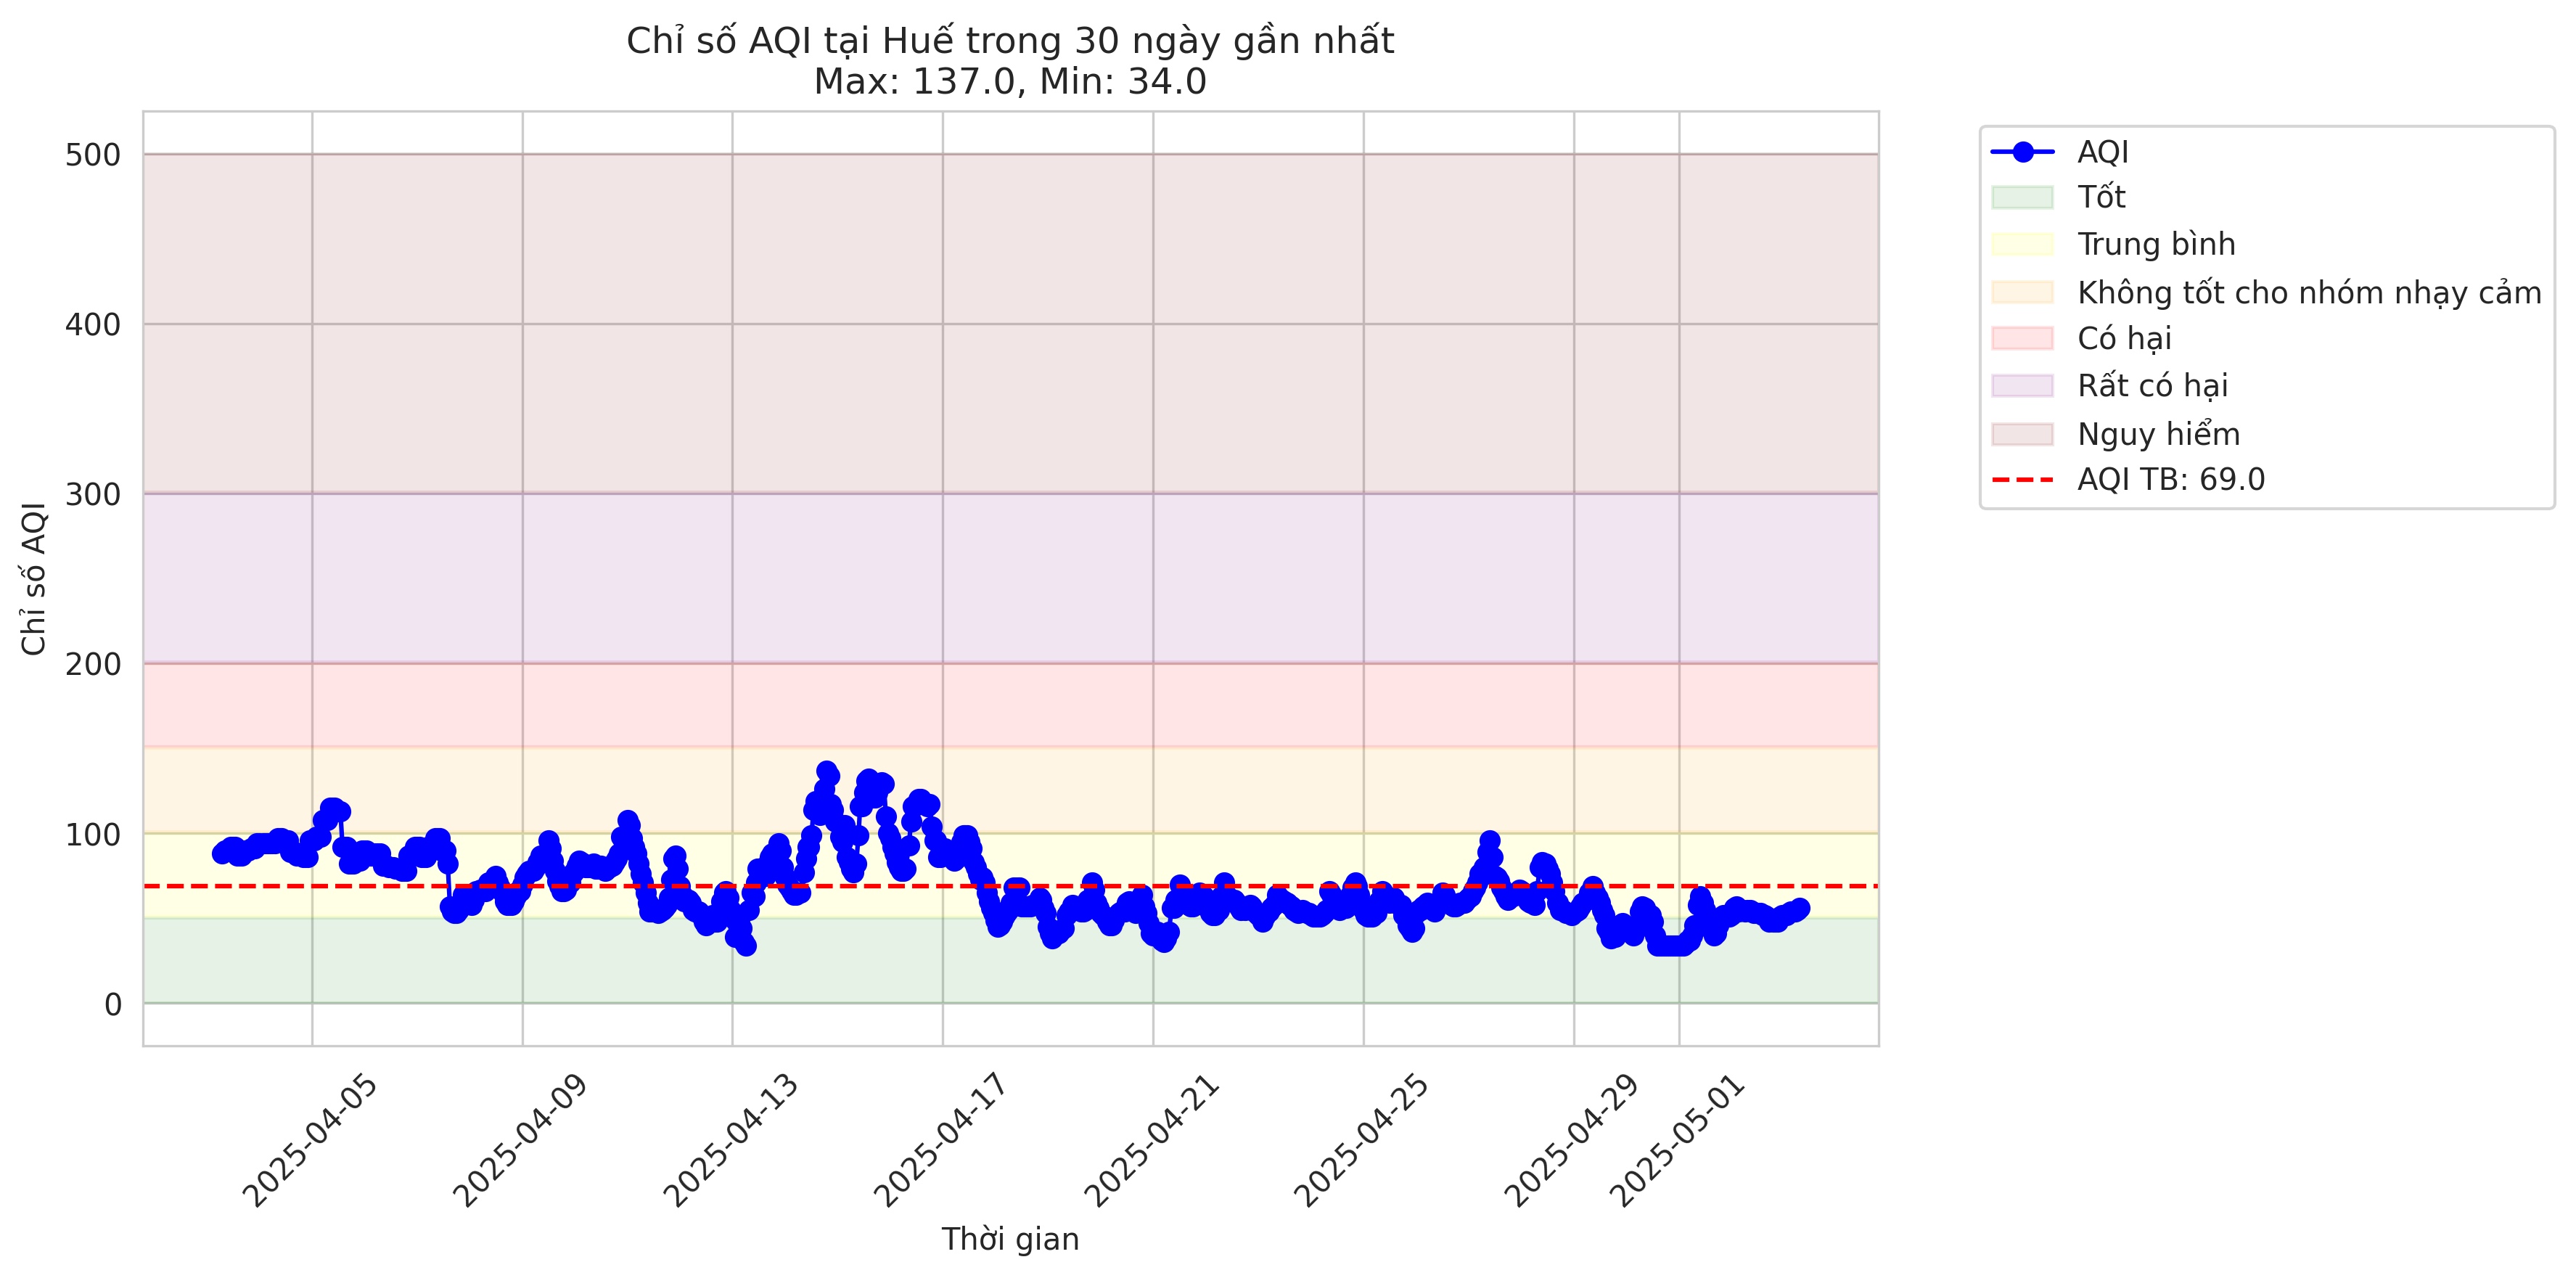 Chỉ số AQI tại Huế trong 30 ngày gần nhất
Max: 137.0, Min: 34.0
Chỉ số AQI
500
400
300
200
100
0
2025-04-05
2025-04-09
2025-04-13
2025-04-17
2025-04-21
2025-04-25
2025-04-29
2025-05-01
Thời gian
AQI
Tốt
Trung bình
Không tốt cho nhóm nhạy cảm
Có hại
Rất có hại
Nguy hiểm
AQI TB: 69.0